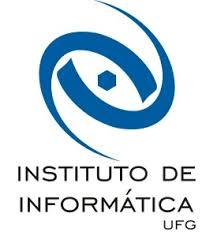 INSTITUTO DE
INFORMÁTICA
UFG